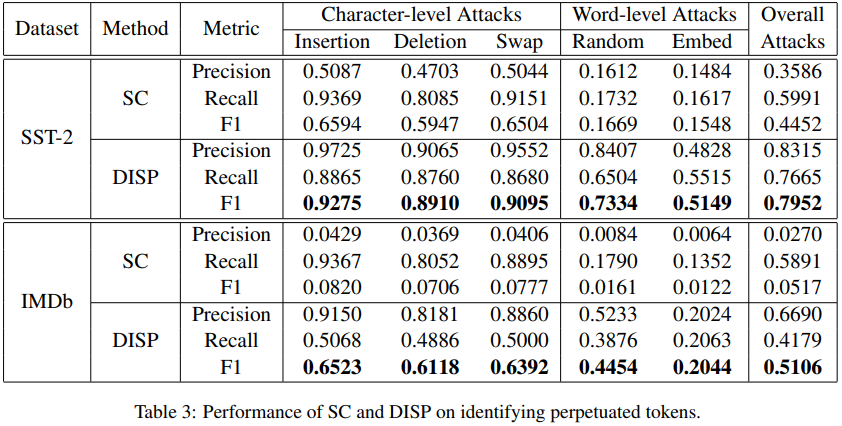 Dataset Method Metric Character-level Attacks Word-level Attacks Overall
Insertion Deletion Swap Random Embed Attacks
SST-2 SC Precision 0.5087 0.4703 0.5044 0.1612 0.1484 0.3586
Recall 0.9369 0.8085 0.9151 0.1732 0.1617 0.5991
F1 0.6594 0.5947 0.6504 0.1669 0.1548 0.4452
DISP Precision 0.9725 0.9065 0.9552 0.8407 0.4828 0.8315
Recall 0.8865 0.8760 0.8680 0.6504 0.5515 0.7665
F1 0.9275 0.8910 0.9095 0.7334 0.5149 0.7952
IMDb SC Precision 0.0429 0.0369 0.0406 0.0084 0.0064 0.0270
Recall 0.9367 0.8052 0.8895 0.1790 0.1352 0.5891
F1 0.0820 0.0706 0.0777 0.0161 0.0122 0.0517
DISP Precision 0.9150 0.8181 0.8860 0.5233 0.2024 0.6690
Recall 0.5068 0.4886 0.5000 0.3876 0.2063 0.4179
F1 0.6523 0.6118 0.6392 0.4454 0.2044 0.5106
Table 3: Performance of SC and DISP on identifying perpetuated tokens.